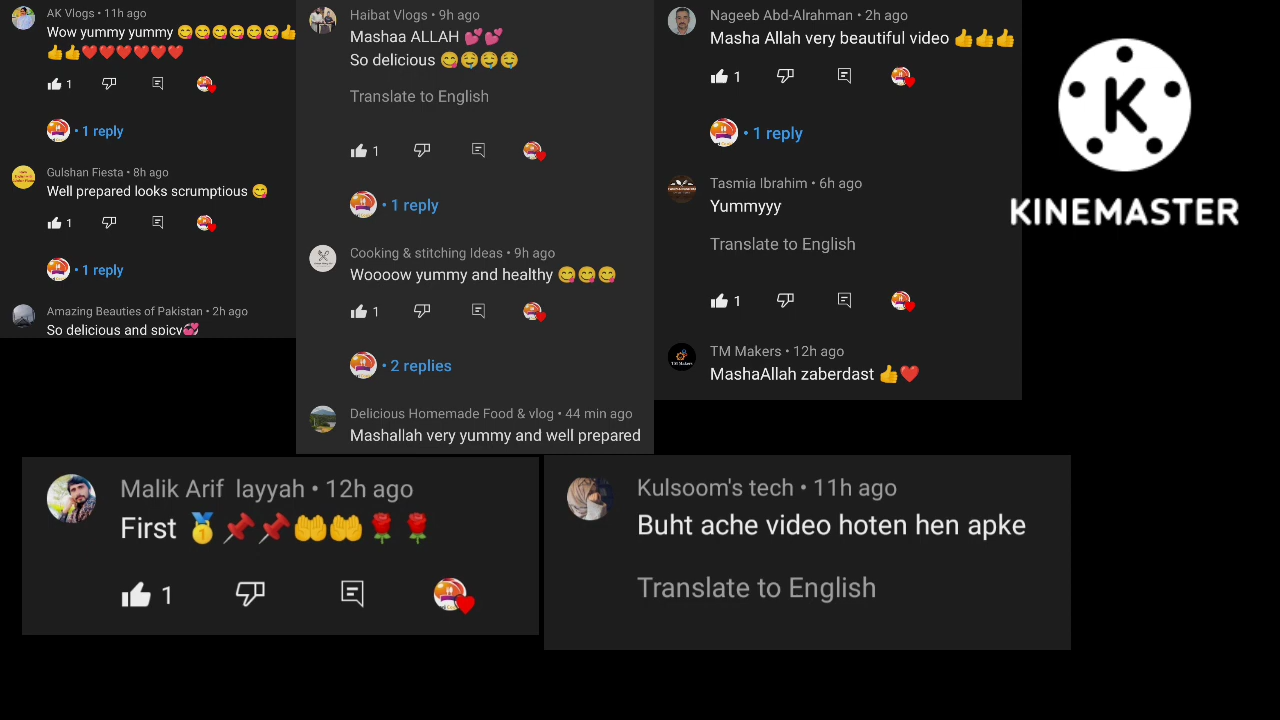 AK Vlogs • 11h ago
Wow yummy yummy 😋😋😋😋😋😋👍
👍👍❤️❤️❤️❤️❤️❤️
1
• 1 reply
Gulshan Fiesta • 8h ago
Well prepared looks scrumptious 😋
1
• 1 reply
Amazing Beauties of Pakistan • 2h ago
So delicious and spicy💞
Haibat Vlogs • 9h ago
Mashaa ALLAH 💕💕
So delicious 😋🤤🤤🤤
Translate to English
1
• 1 reply
Cooking & stitching Ideas • 9h ago
Woooow yummy and healthy 😋😋😋
1
• 2 replies
Delicious Homemade Food & vlog • 44 min ago
Mashallah very yummy and well prepared
Nageeb Abd-Alrahman • 2h ago
Masha Allah very beautiful video 👍👍👍
1
• 1 reply
Tasmia Ibrahim • 6h ago
Yummyyy
Translate to English
1
TM Makers • 12h ago
MashaAllah zaberdast 👍❤️
K
KINEMASTER
Malik Arif  layyah • 12h ago
First 🥇📌📌🤲🤲🌹🌹
1
Kulsoom's tech • 11h ago
Buht ache video hoten hen apke
Translate to English